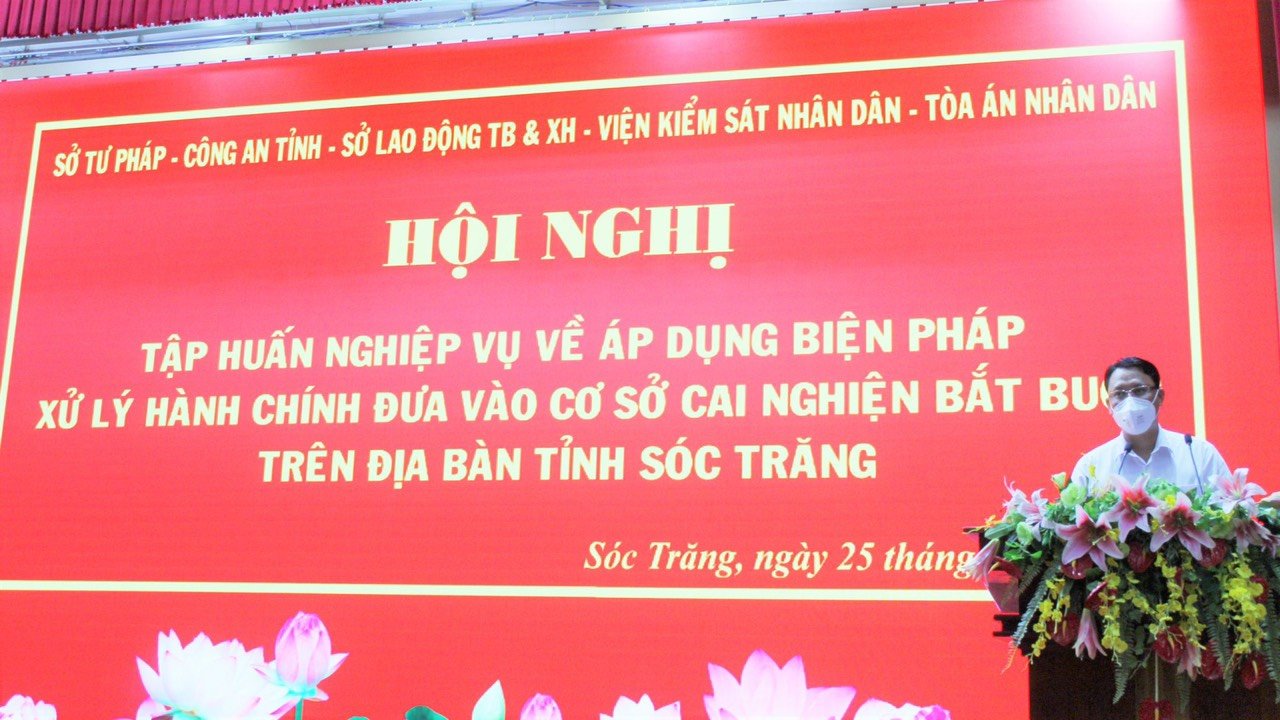 SỞ TƯ PHÁP - CÔNG AN TỈNH - SỞ LAO ĐỘNG TB & XH - VIỆN KIỂM SÁT NHÂN DÂN - TÒA ÁN NHÂN DÂN
HỘI NGHỊ
TẬP HUẤN NGHIỆP VỤ VỀ ÁP DỤNG BIỆN PHÁP
XỬ LÝ HÀNH CHÍNH ĐƯA VÀO CƠ SỞ CAI NGHIỆN BẮT
TRÊN ĐỊA BÀN TỈNH SÓC TRĂNG
Sóc Trăng, ngày 25 tháng